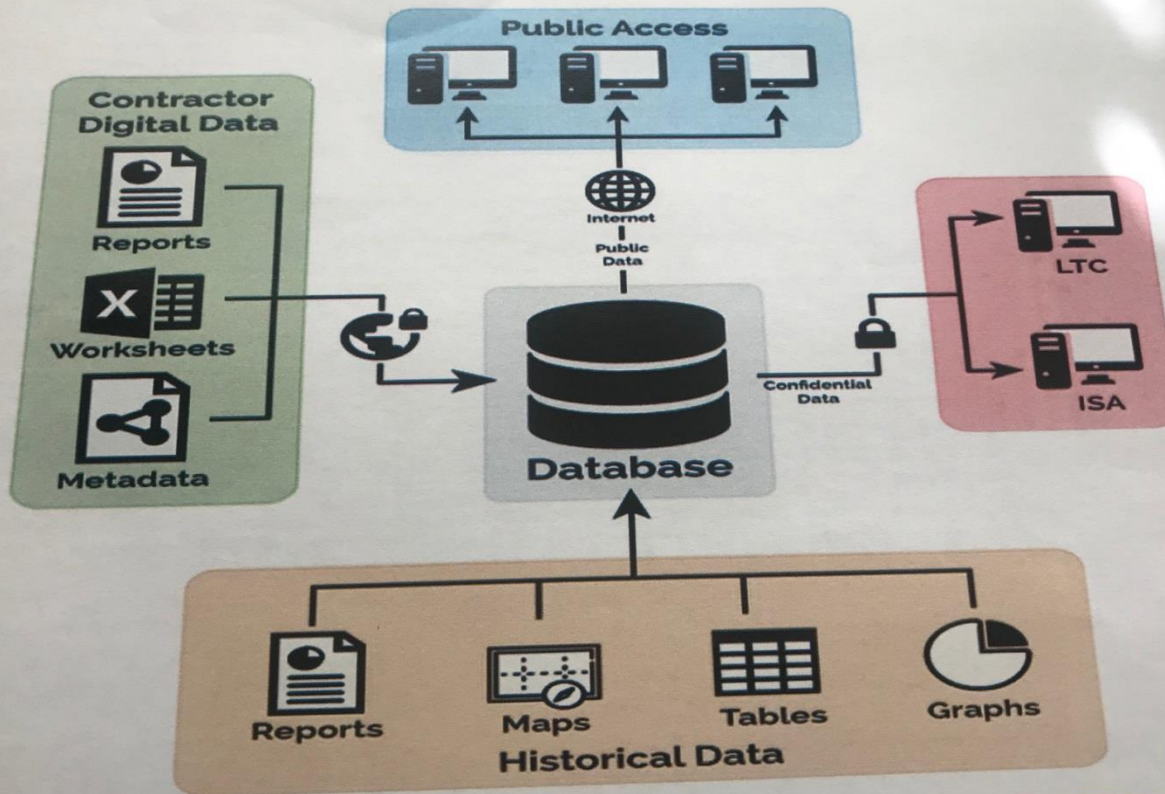 Public Access
Contractor
Digital Data
Reports
Internet
Public
Data
LTC
X
Worksheets
Confidential
Data
ISA
Metadata
Database
Reports
Maps
Tables
Graphs
Historical Data